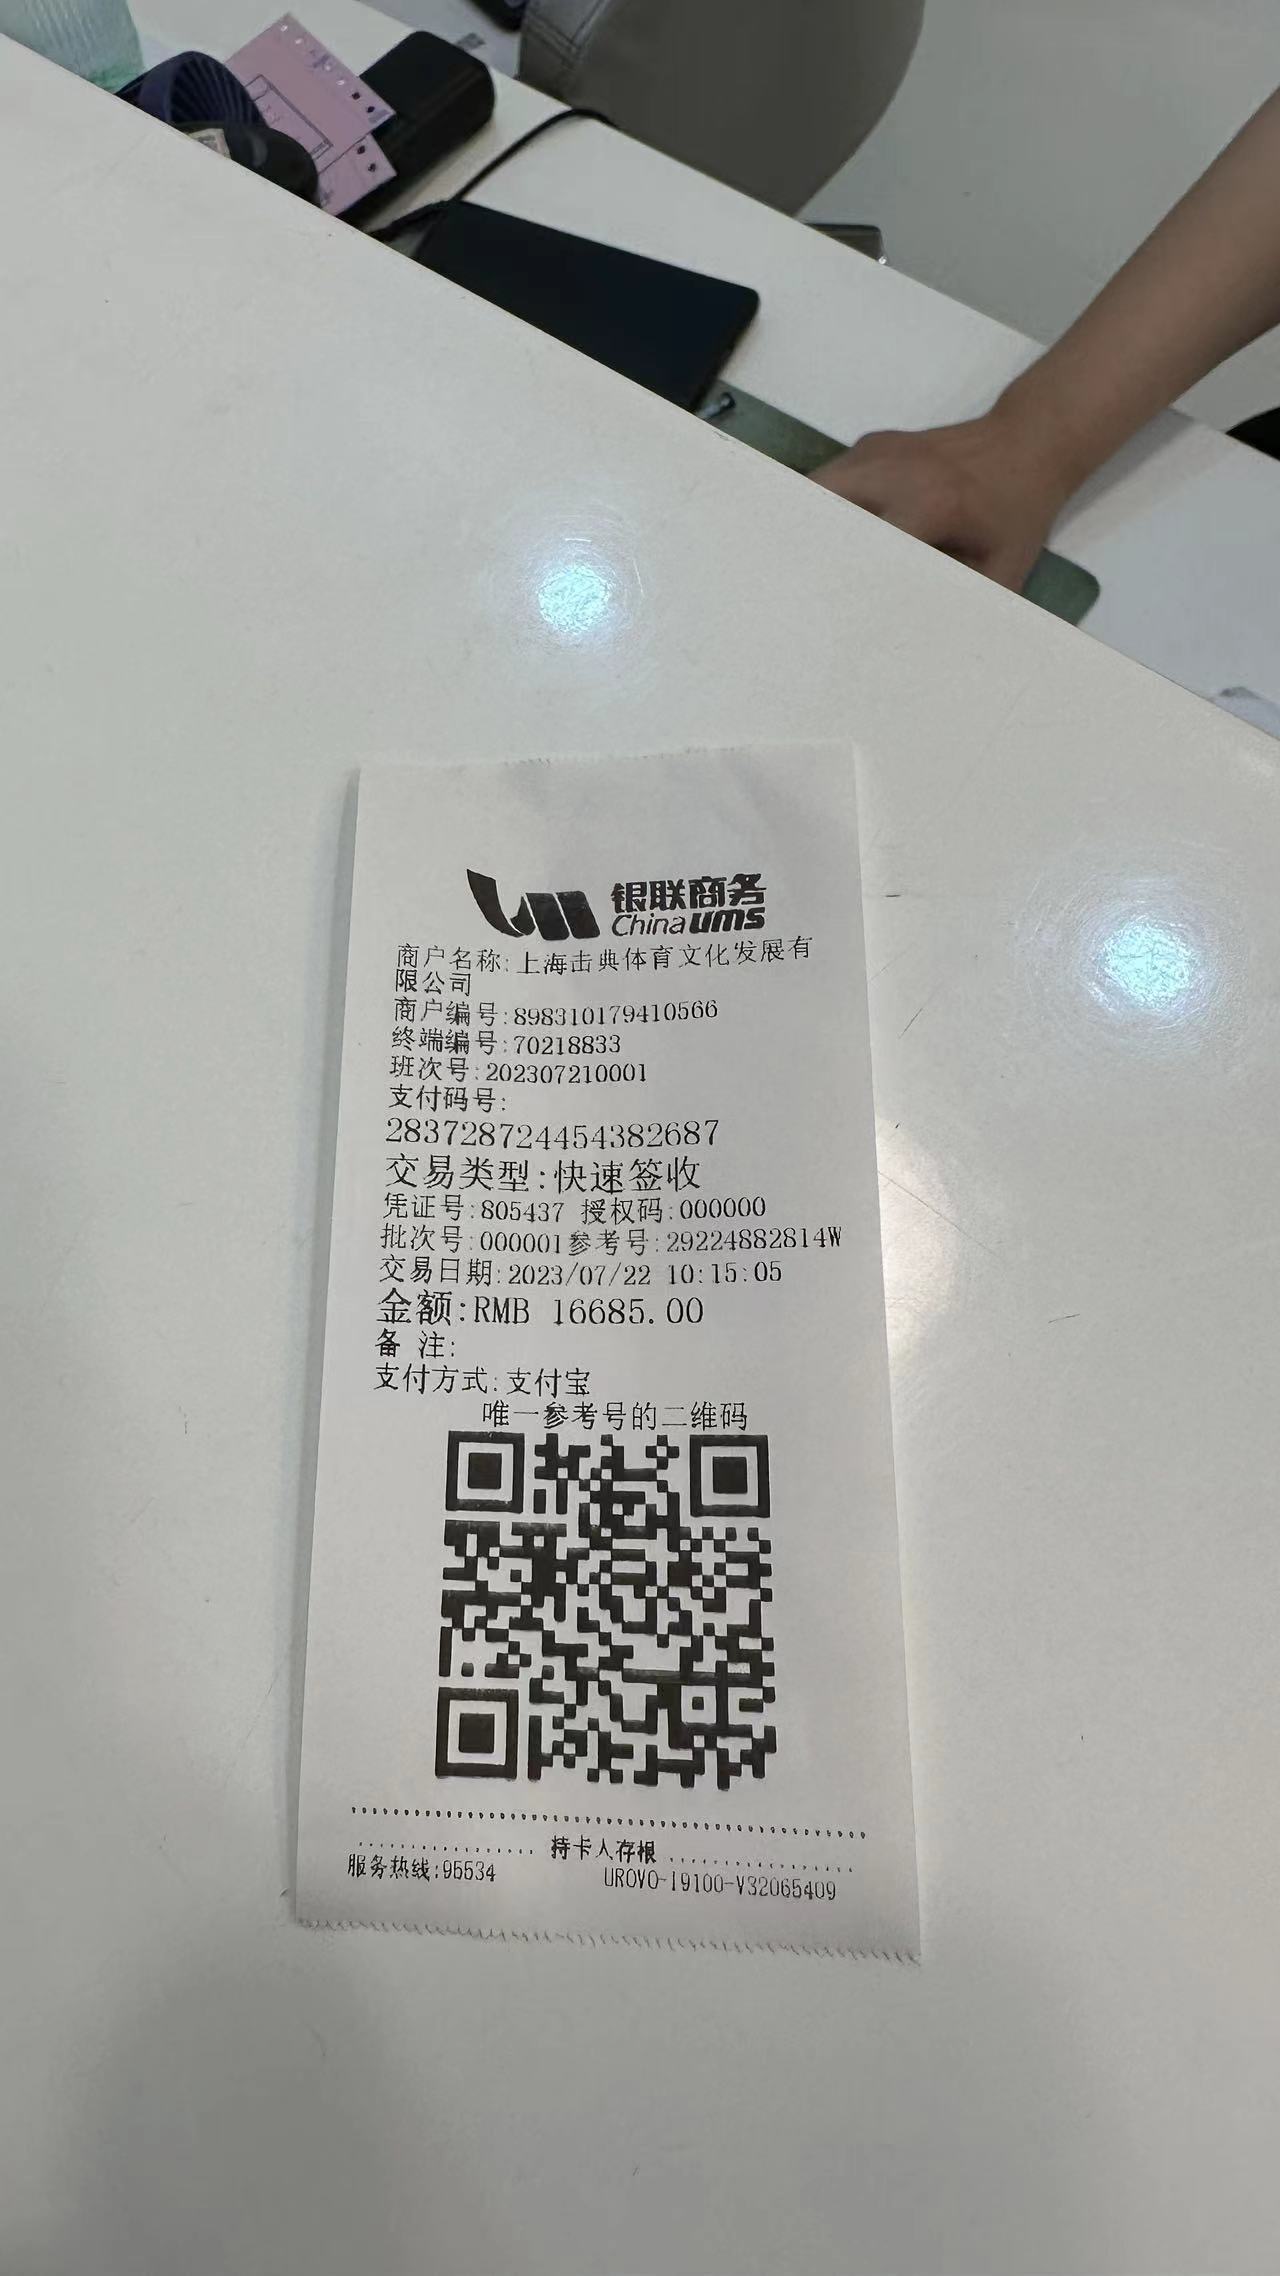 银联商务
China ums
商户名称:上海击典体育文化发展有
限公司
商户编号:898310179410566
终端编号:70218833
班次号:202307210001
支付码号:
283728724454382687
交易类型:快速签收
凭证号:805437 授权码:000000
批次号:000001参考号:29224882814W
交易日期:2023/07/22 10:15:05
金额:RMB 16685.00
备 注:
支付方式:支付宝
唯一参考号的二维码
持卡人存根
服务热线:95534 UROVO-I9100-V32065409